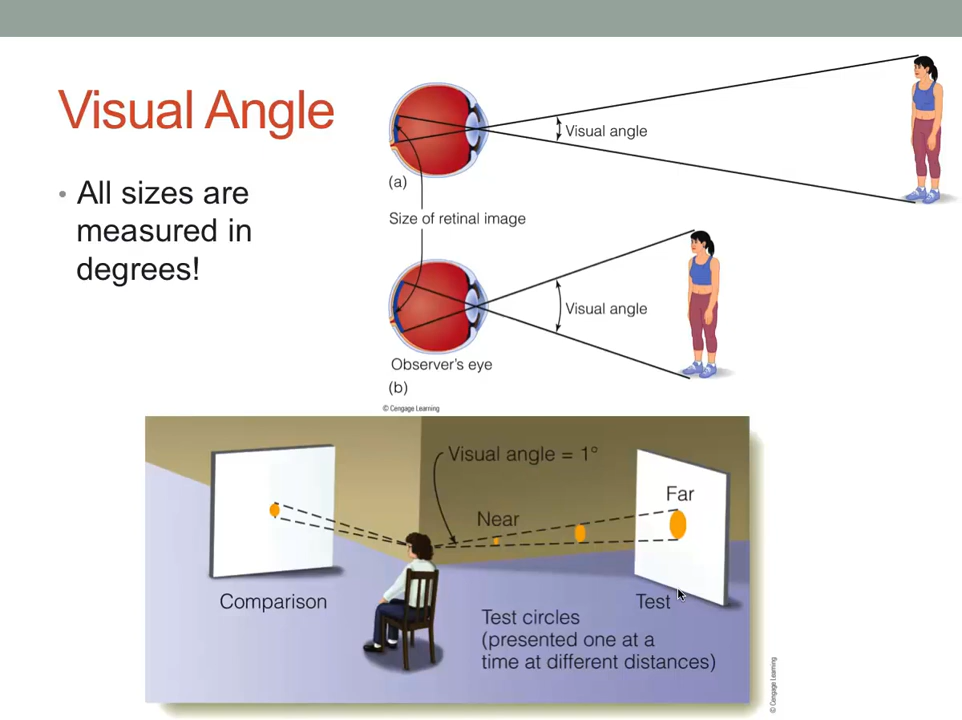 Visual Angle
• All sizes are
measured in
degrees!
Visual angle
(a)
Size of retinal image
Visual angle
Observer's eye
(b)
© Cengage Learning
Visual angle = 1°
Far
Near
Comparison
Test
Test circles
(presented one at a
time at different distances)
© Cengage Learning